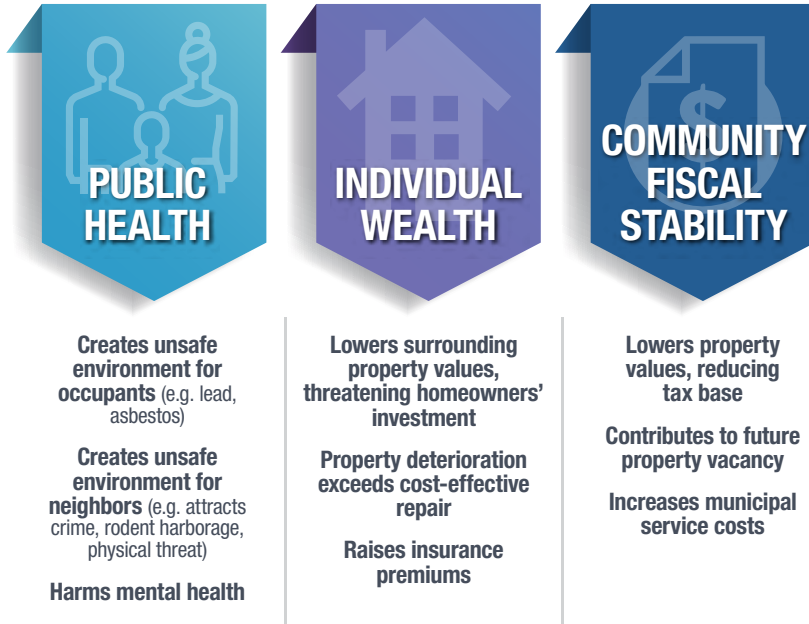 PUBLIC
HEALTH
Creates unsafe
environment for
occupants (e.g. lead,
asbestos)
Creates unsafe
environment for
neighbors (e.g. attracts
crime, rodent harborage,
physical threat)
Harms mental health
INDIVIDUAL
WEALTH
Lowers surrounding
property values,
threatening homeowners’
investment
Property deterioration
exceeds cost-effective
repair
Raises insurance
premiums
COMMUNITY
FISCAL
STABILITY
Lowers property
values, reducing
tax base
Contributes to future
property vacancy
Increases municipal
service costs